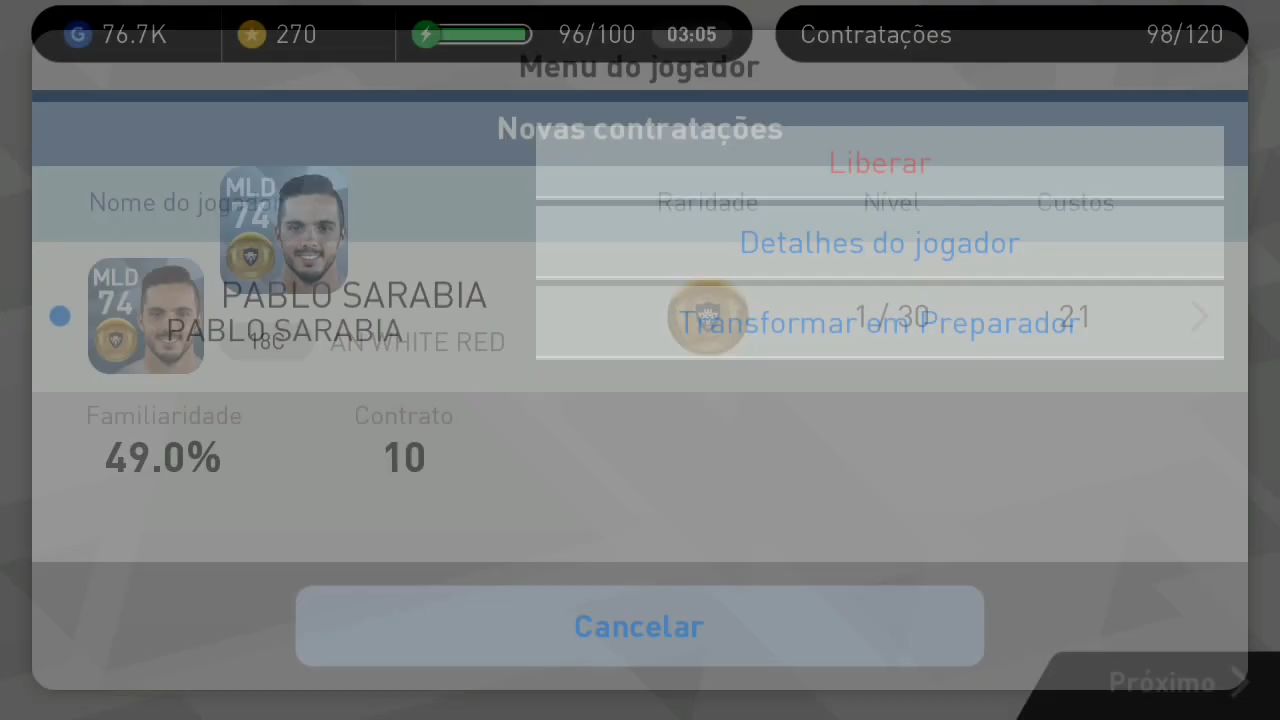 G 76.7K 270 96/100 03:05 Contratações 98/120
Menu do jogador
Novas contratações
Liberar
Nome do jogador Raridade Nível Custos
MLD
74
Detalhes do jogador
MLD
74
PABLO SARABIA
PABLO SARABIA 1 / 30 21
Transformar em Preparador
18C AN WHITE RED
Familiaridade Contrato
49.0% 10
Cancelar
Próximo